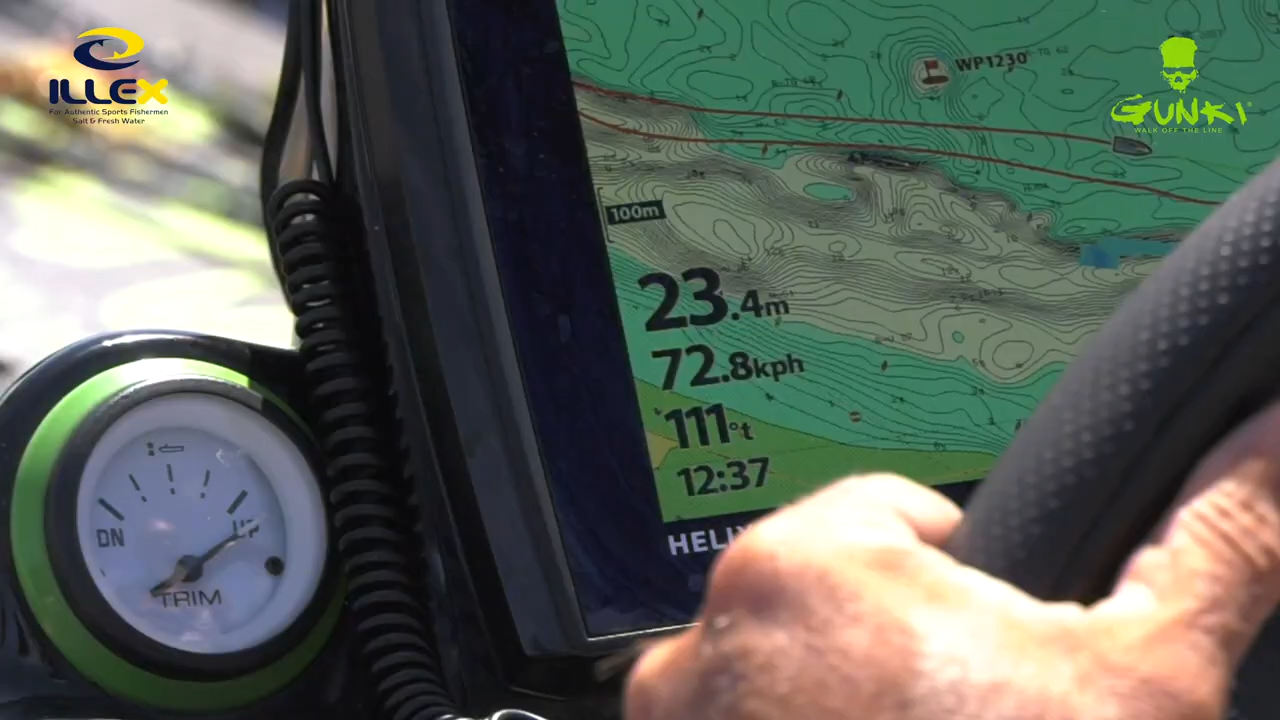 ILLEX
For Authentic Sports Fishermen
Salt & Fresh Water
GUNKI
WALK OFF THE LINE
WP1230
100m
23.4m
72.8kph
111°t
12:37
HELIX
DN
UP
TRIM